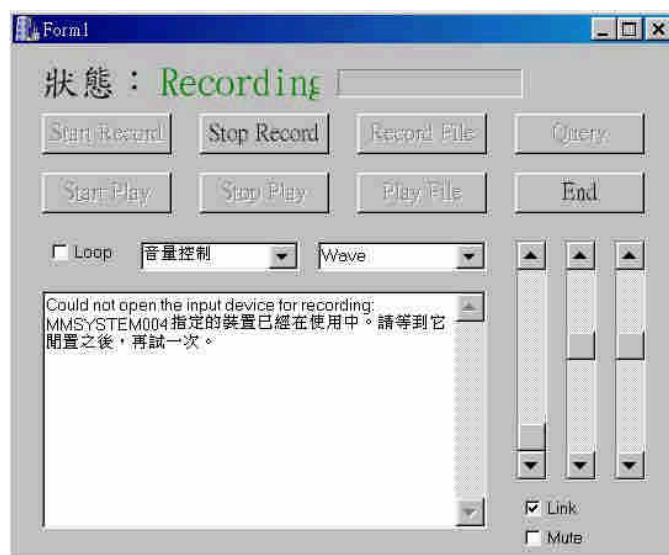 Form1
狀態：Recording
Start Record Stop Record Record File Query
Start Play Stop Play Play File End
Loop 音量控制 Wave
Could not open the input device for recording:
MMSYSTEM004指定的裝置已經在使用中。請等到它
閒置之後，再試一次。
Link
Mute